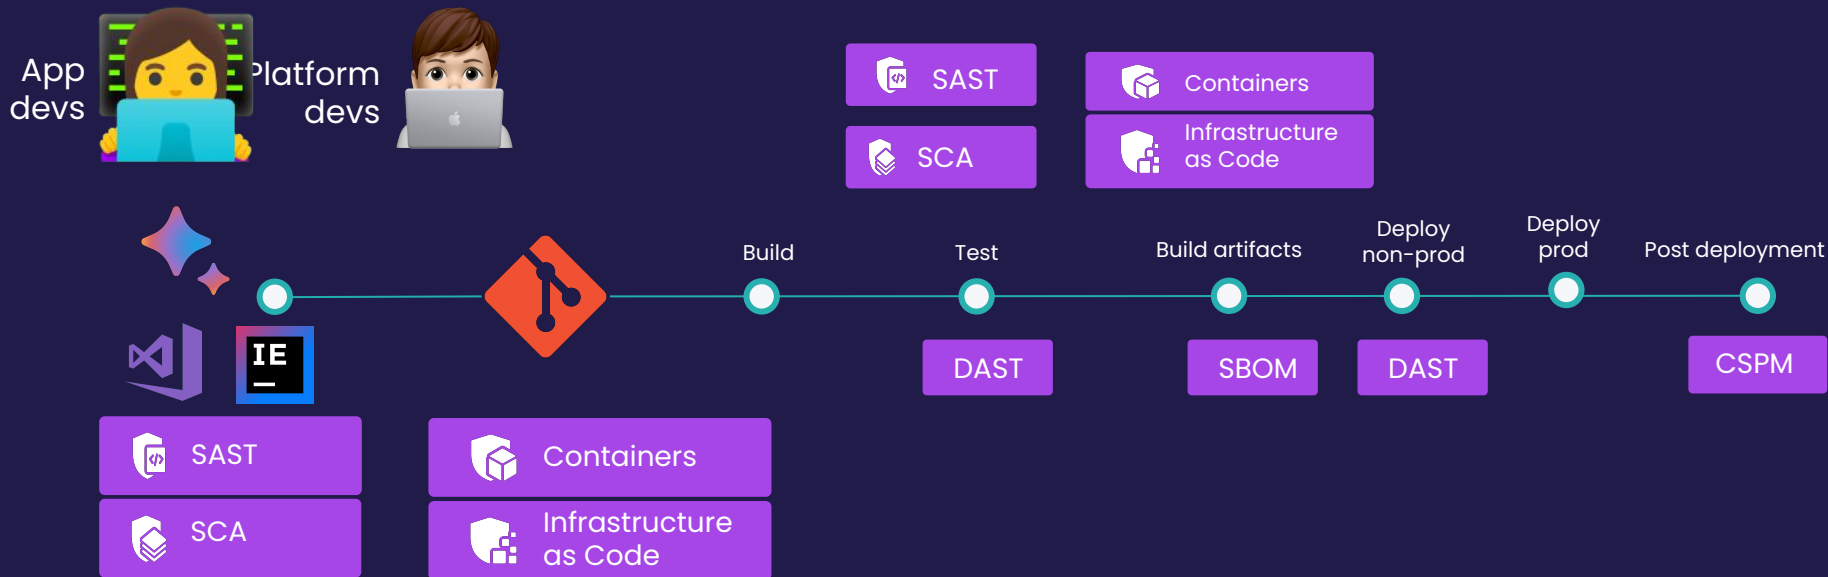 App
devs
Platform
devs
SAST
SCA
Containers
Infrastructure
as Code
Build
Test
Build artifacts
Deploy
non-prod
Deploy
prod
Post deployment
IE
DAST
SBOM
DAST
CSPM
SAST
SCA
Containers
Infrastructure
as Code